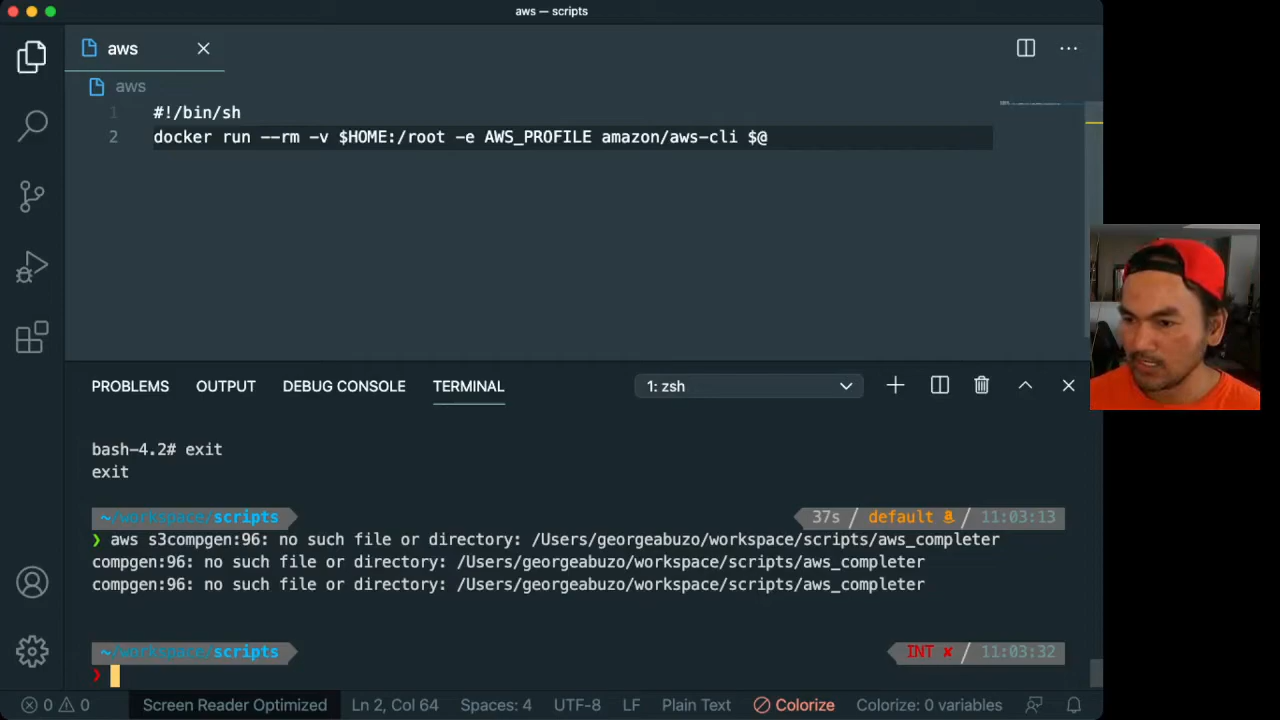 aws — scripts
aws
aws
1 #!/bin/sh
2 docker run --rm -v $HOME:/root -e AWS_PROFILE amazon/aws-cli $@
PROBLEMS OUTPUT DEBUG CONSOLE TERMINAL 1: zsh
bash-4.2# exit
exit
~/workspace/scripts 37s / default / 11:03:13
❯ aws s3compgen:96: no such file or directory: /Users/georgeabuzo/workspace/scripts/aws_completer
compgen:96: no such file or directory: /Users/georgeabuzo/workspace/scripts/aws_completer
compgen:96: no such file or directory: /Users/georgeabuzo/workspace/scripts/aws_completer
~/workspace/scripts INT ✘ / 11:03:32
❯
0 0 Screen Reader Optimized Ln 2, Col 64 Spaces: 4 UTF-8 LF Plain Text Colorize Colorize: 0 variables